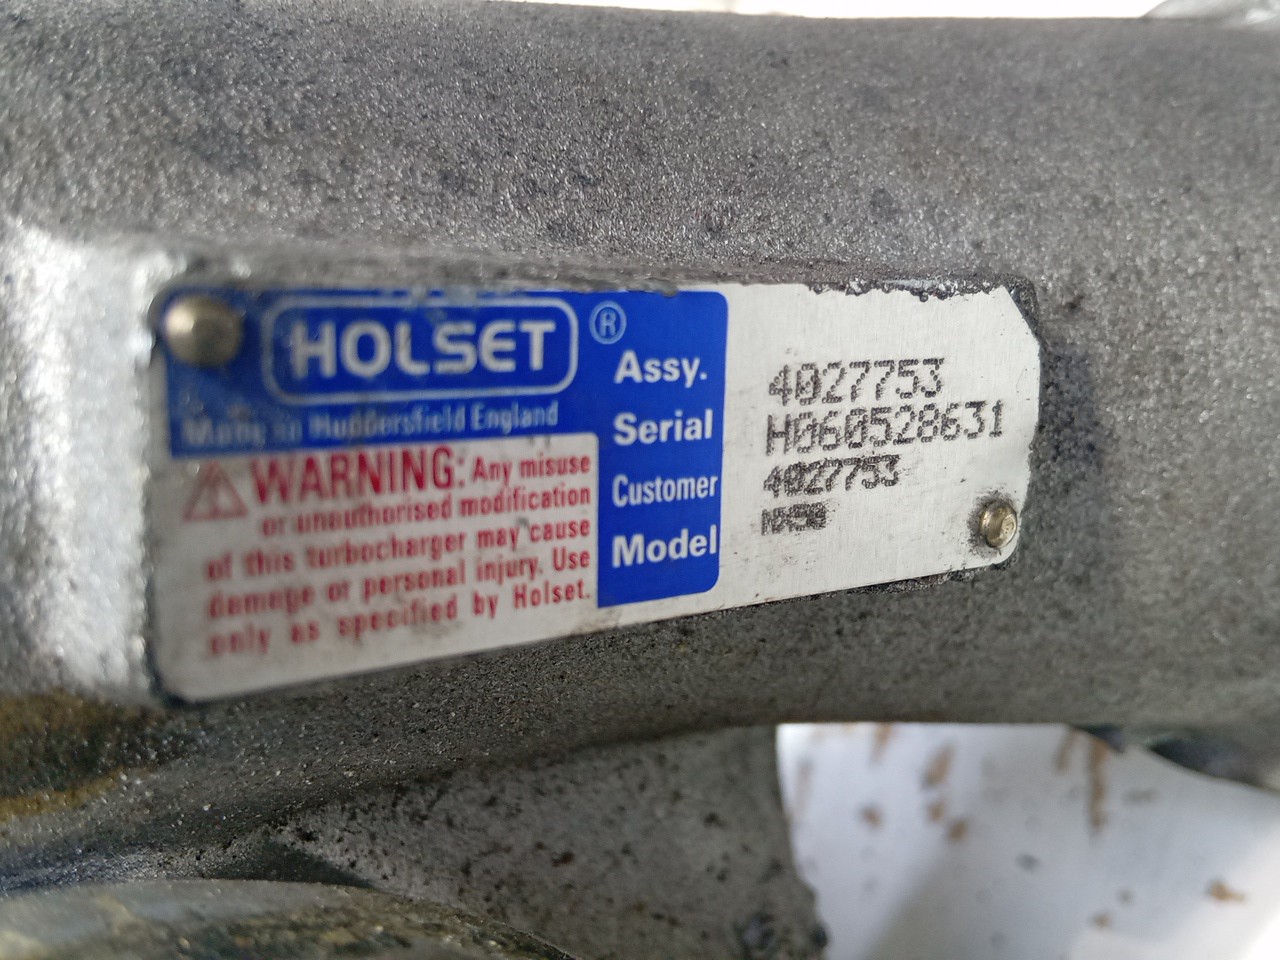 HOLSET ®
Made in Huddersfield England
WARNING: Any misuse
or unauthorised modification
of this turbocharger may cause
damage or personal injury. Use
only as specified by Holset.
Assy. 4027753
Serial H060528631
Customer 4027753
Model